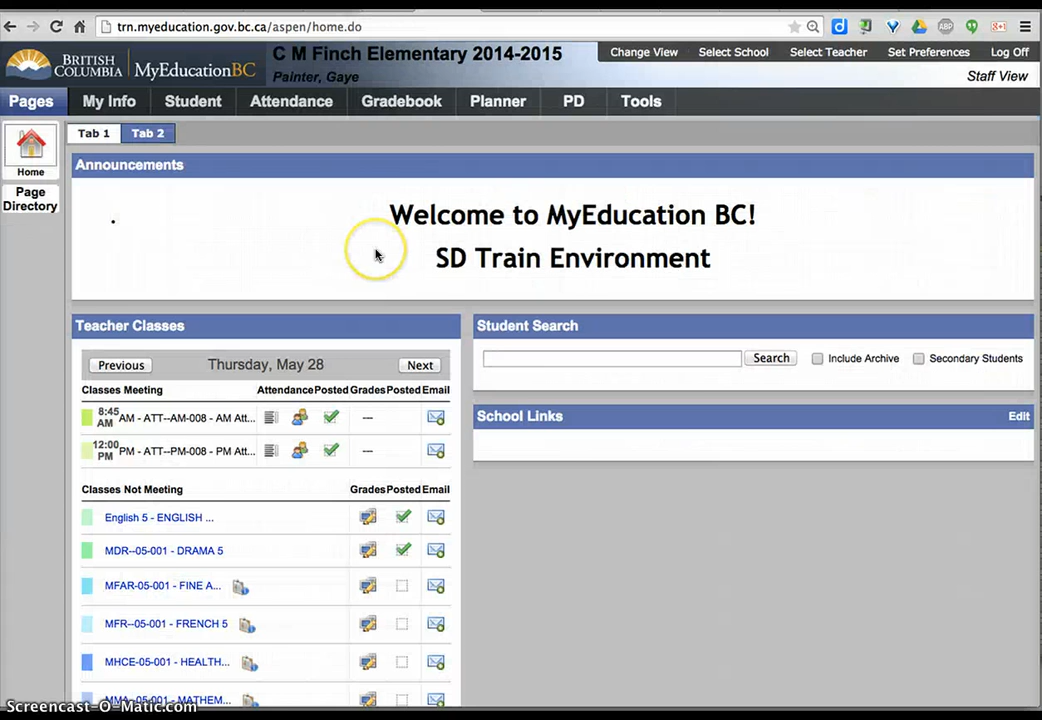 trn.myeducation.gov.bc.ca/aspen/home.do
BRITISH COLUMBIA
MyEducationBC
C M Finch Elementary 2014-2015
Painter, Gaye
Change View Select School Select Teacher Set Preferences Log Off
Staff View
Pages My Info Student Attendance Gradebook Planner PD Tools
Home
Page Directory
Tab 1 Tab 2
Announcements
Welcome to MyEducation BC!
SD Train Environment
Teacher Classes
Previous Thursday, May 28 Next
Classes Meeting Attendance Posted Grades Posted Email
8:45 AM AM - ATT--AM-008 - AM Att... ---
12:00 PM PM - ATT--PM-008 - PM Att... ---
Classes Not Meeting Grades Posted Email
English 5 - ENGLISH ...
MDR--05-001 - DRAMA 5
MFAR-05-001 - FINE A...
MFR--05-001 - FRENCH 5
MHCE-05-001 - HEALTH...
MMA--05-001 - MATHEM...
Student Search
Search Include Archive Secondary Students
School Links Edit
Screencast-O-Matic.com